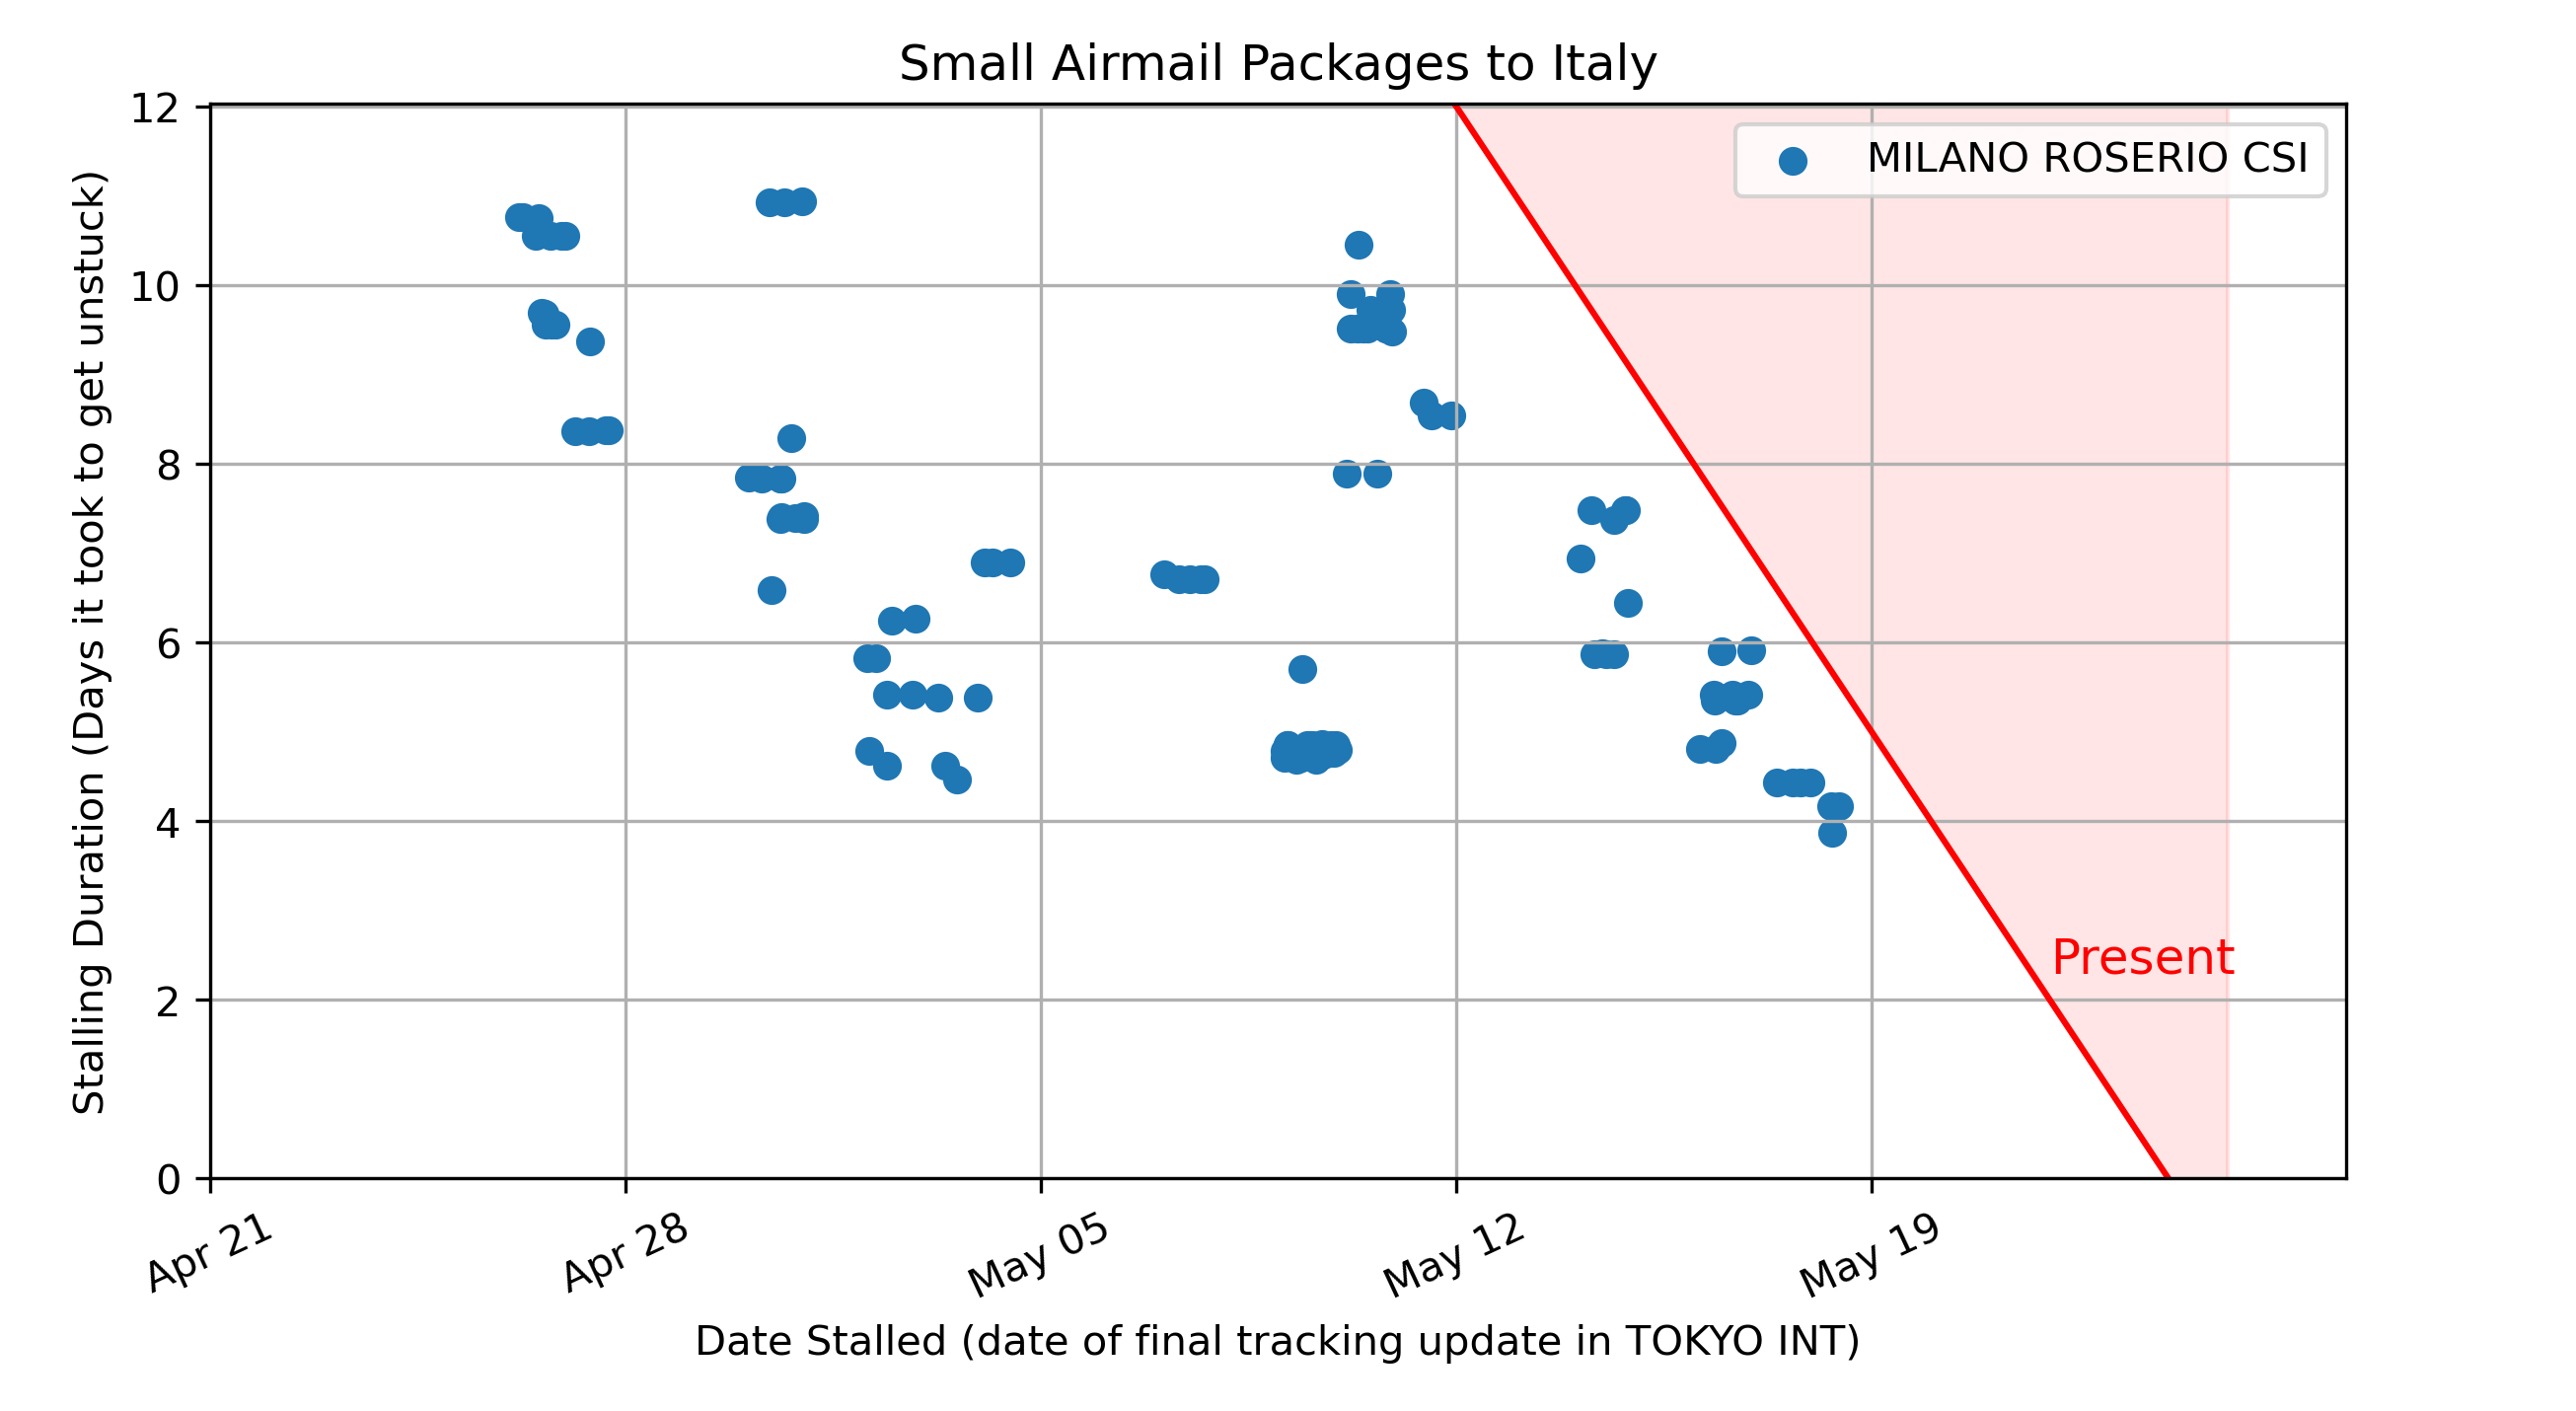 Small Airmail Packages to Italy
Stalling Duration (Days it took to get unstuck)
12
10
8
6
4
2
0
MILANO ROSERIO CSI
Present
Apr 21
Apr 28
May 05
May 12
May 19
Date Stalled (date of final tracking update in TOKYO INT)